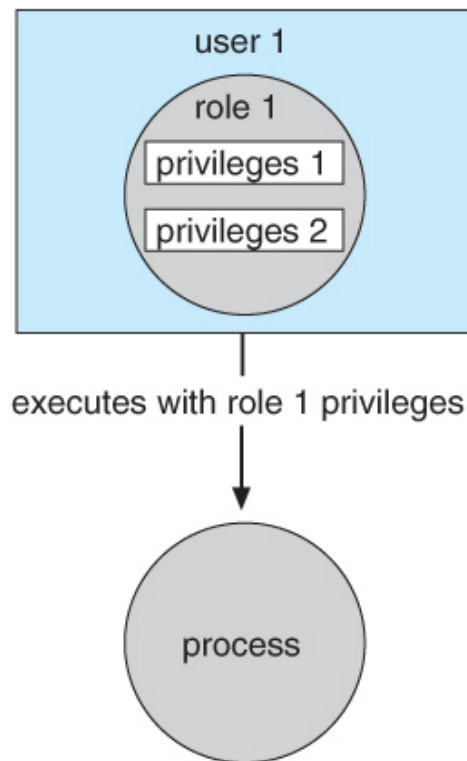 user 1
role 1
privileges 1
privileges 2
executes with role 1 privileges
process